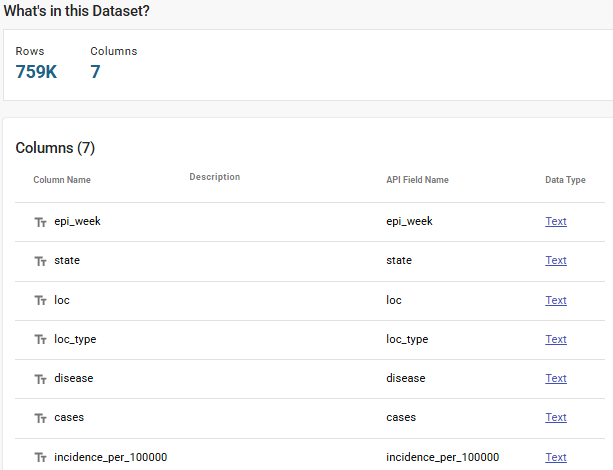 What's in this Dataset?
Rows Columns
759K 7
Columns (7)
Column Name Description API Field Name Data Type
epi_week epi_week Text
state state Text
loc loc Text
loc_type loc_type Text
disease disease Text
cases cases Text
incidence_per_100000 incidence_per_100000 Text